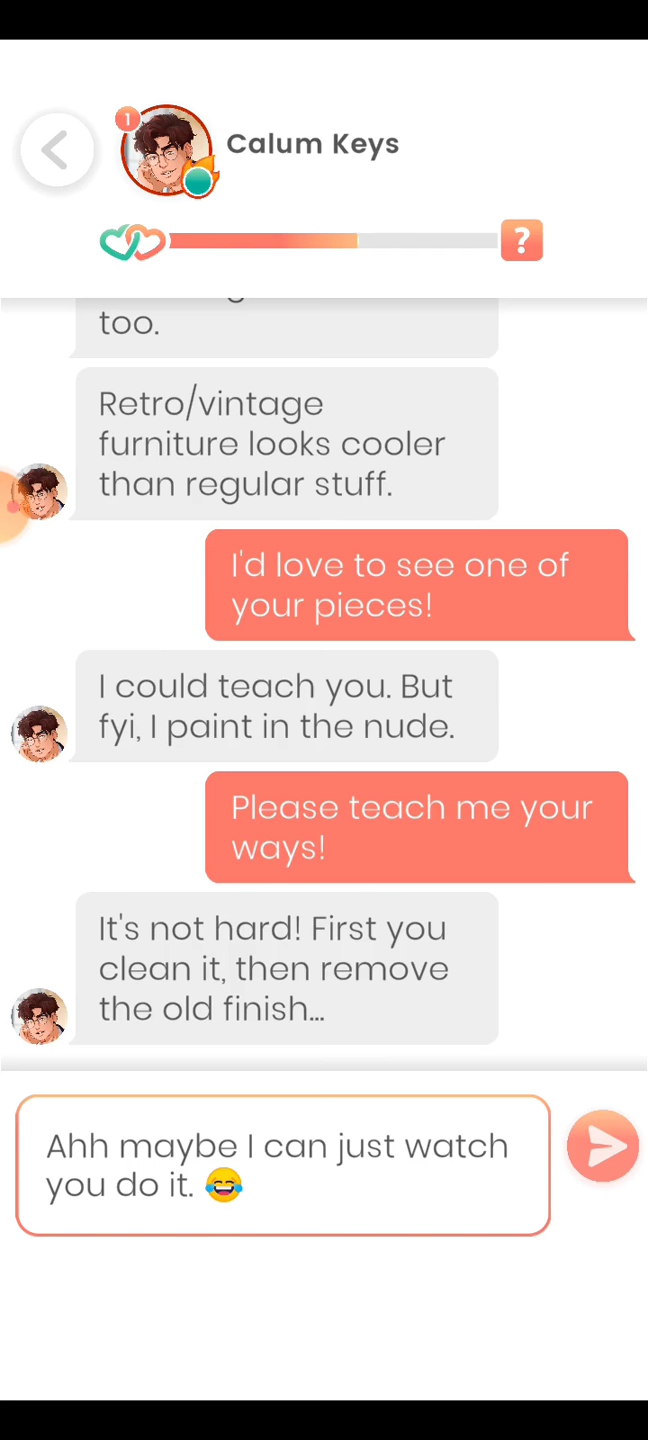 1
Calum Keys
?
too.
Retro/vintage
furniture looks cooler
than regular stuff.
I'd love to see one of
your pieces!
I could teach you. But
fyi, I paint in the nude.
Please teach me your
ways!
It's not hard! First you
clean it, then remove
the old finish...
Ahh maybe I can just watch
you do it. 😂